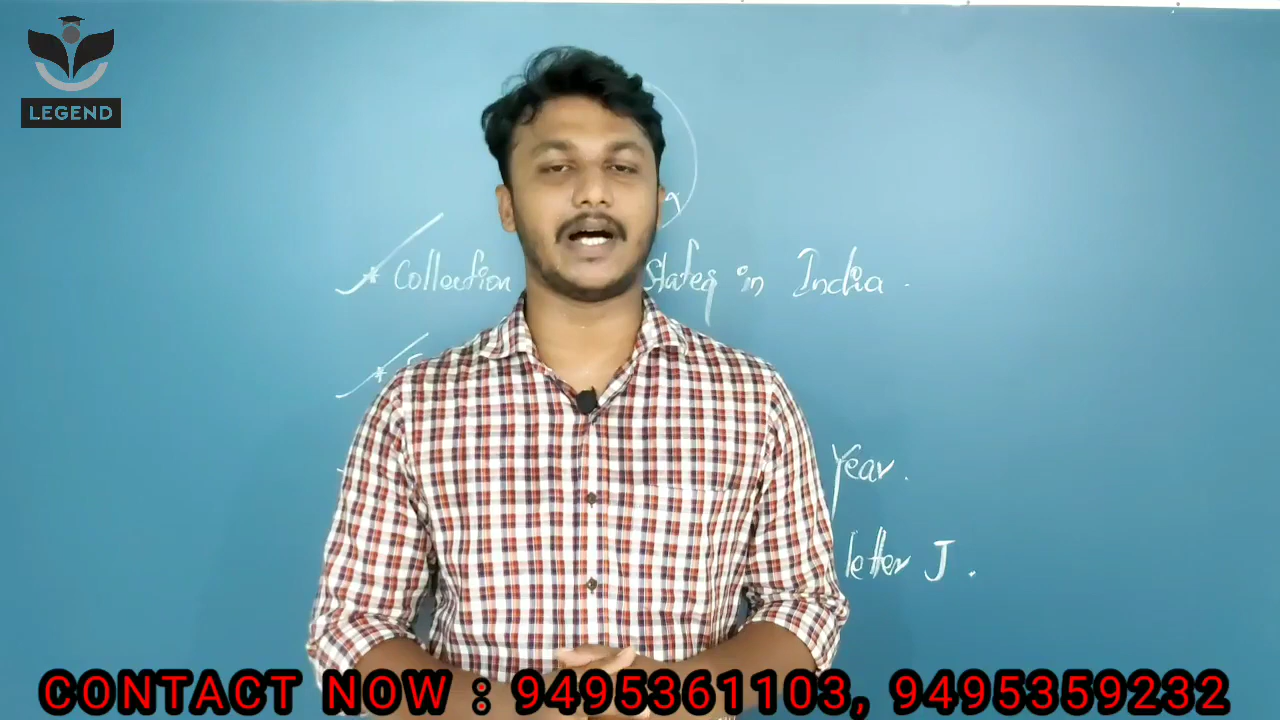 LEGEND
* Collection States in India .
*
Year .
letter J .
CONTACT NOW : 9495361103, 9495359232